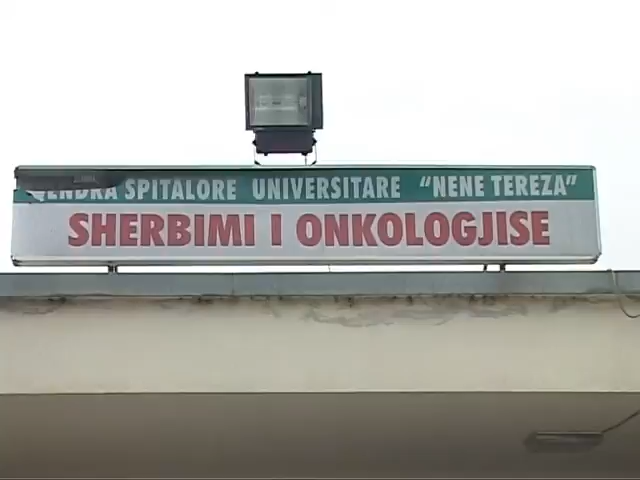 QENDRA SPITALORE UNIVERSITARE "NENE TEREZA"
SHERBIMI I ONKOLOGJISE